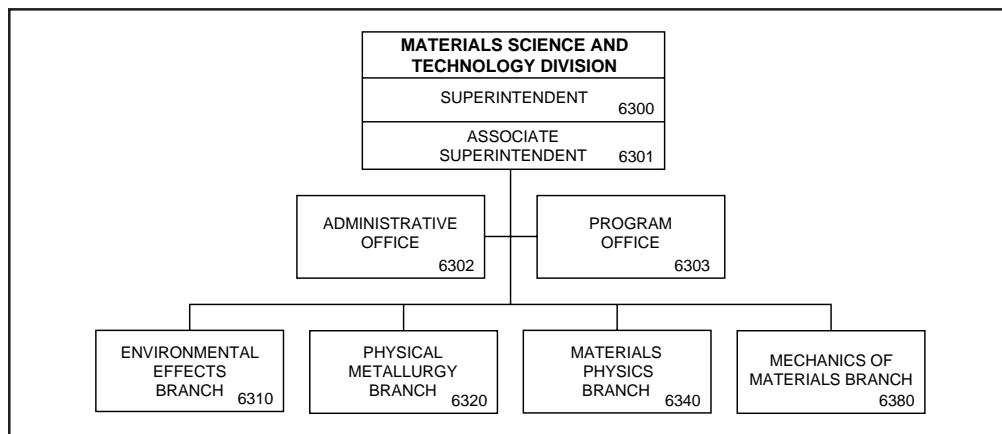 MATERIALS SCIENCE AND
TECHNOLOGY DIVISION
SUPERINTENDENT
6300
ASSOCIATE
SUPERINTENDENT
6301
ADMINISTRATIVE
OFFICE
6302
PROGRAM
OFFICE
6303
ENVIRONMENTAL
EFFECTS
BRANCH
6310
PHYSICAL
METALLURGY
BRANCH
6320
MATERIALS
PHYSICS
BRANCH
6340
MECHANICS OF
MATERIALS BRANCH
6380